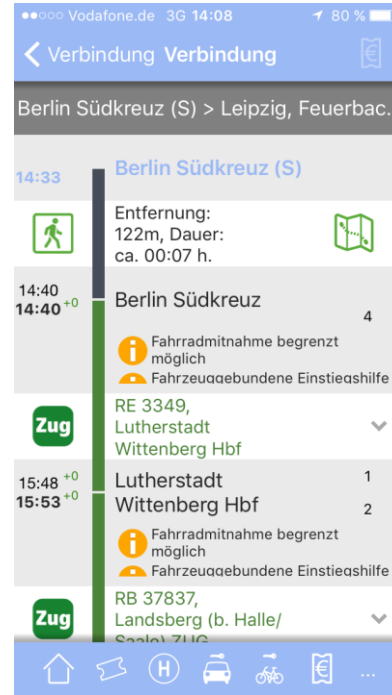 Vodafone.de 3G 14:08 80 %
Verbindung Verbindung
Berlin Südkreuz (S) > Leipzig, Feuerbac.
14:33 Berlin Südkreuz (S)
Entfernung:
122m, Dauer:
ca. 00:07 h.
14:40
14:40 +0 Berlin Südkreuz 4
Fahrradmitnahme begrenzt
möglich
Fahrzeuggebundene Einstiegshilfe
Zug RE 3349,
Lutherstadt
Wittenberg Hbf
15:48 +0 Lutherstadt 1
15:53 +0 Wittenberg Hbf 2
Fahrradmitnahme begrenzt
möglich
Fahrzeuggebundene Einstiegshilfe
Zug RB 37837,
Landsberg (b. Halle/
Saale) ZUG
H €